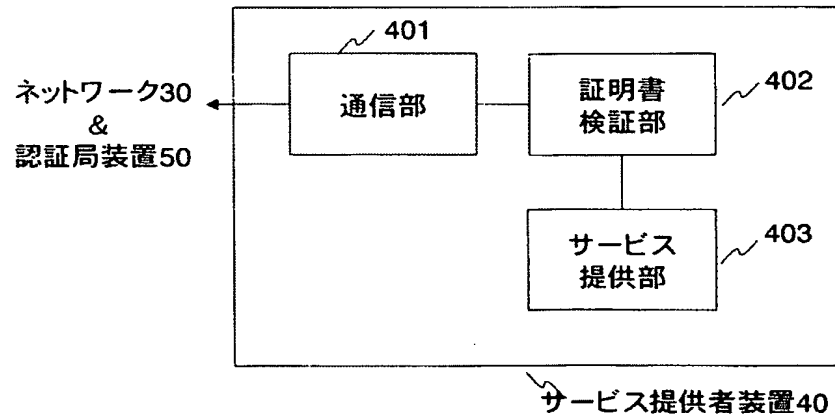 401
ネットワーク30
&
認証局装置50
通信部
証明書
検証部
402
サービス
提供部
403
サービス提供者装置40